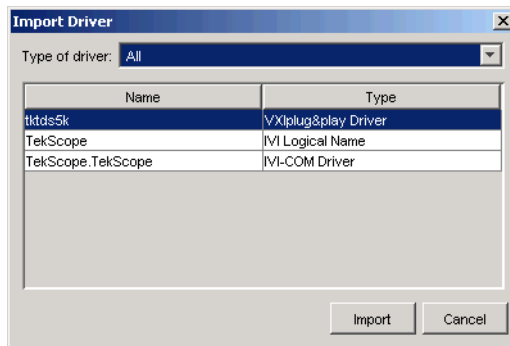 Import Driver
Type of driver: All
Name Type
tktds5k VXIplug&play Driver
TekScope IVI Logical Name
TekScope.TekScope IVI-COM Driver
Import Cancel